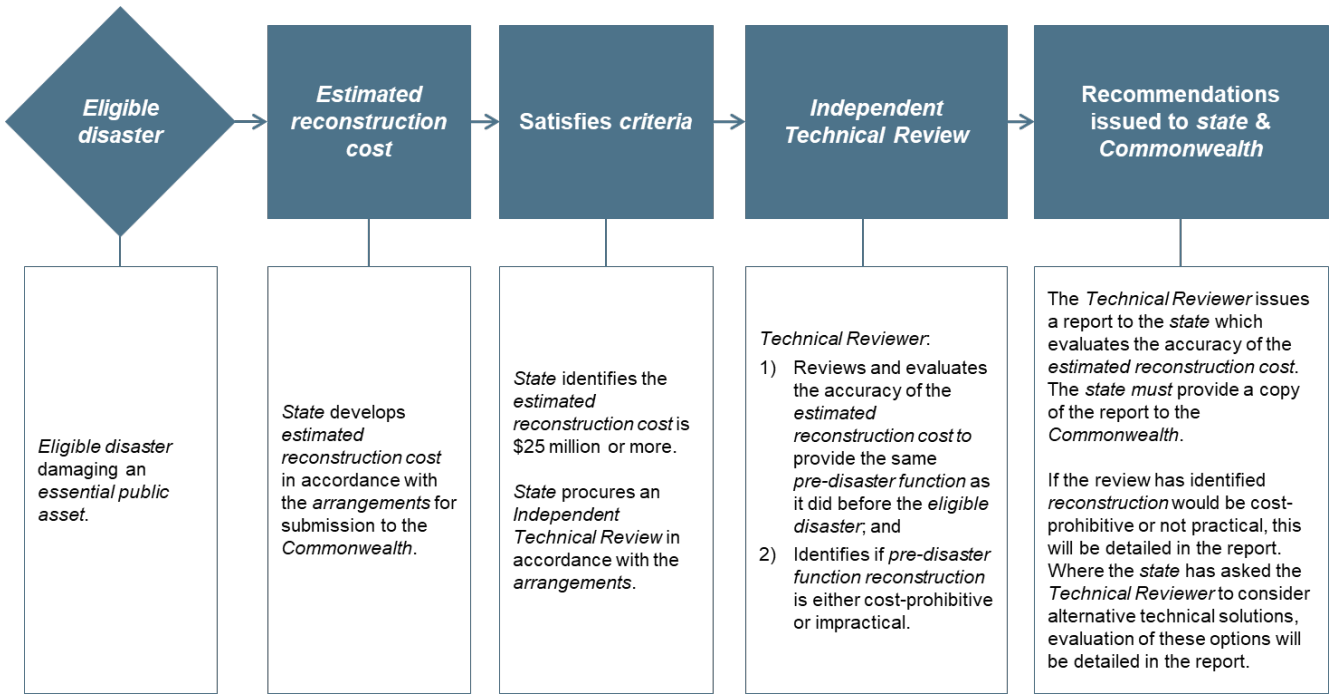 Eligible
disaster
Estimated
reconstruction
cost
Satisfies criteria
Independent
Technical Review
Recommendations
issued to state &
Commonwealth
Eligible disaster
damaging an
essential public
asset.
State develops
estimated
reconstruction cost
in accordance with
the arrangements for
submission to the
Commonwealth.
State identifies the
estimated
reconstruction cost is
$25 million or more.
State procures an
Independent
Technical Review in
accordance with the
arrangements.
Technical Reviewer:
1) Reviews and evaluates
the accuracy of the
estimated
reconstruction cost to
provide the same
pre-disaster function as
it did before the eligible
disaster; and
2) Identifies if pre-disaster
function reconstruction
is either cost-prohibitive
or impractical.
The Technical Reviewer issues
a report to the state which
evaluates the accuracy of the
estimated reconstruction cost.
The state must provide a copy
of the report to the
Commonwealth.
If the review has identified
reconstruction would be cost-
prohibitive or not practical, this
will be detailed in the report.
Where the state has asked the
Technical Reviewer to consider
alternative technical solutions,
evaluation of these options will
be detailed in the report.